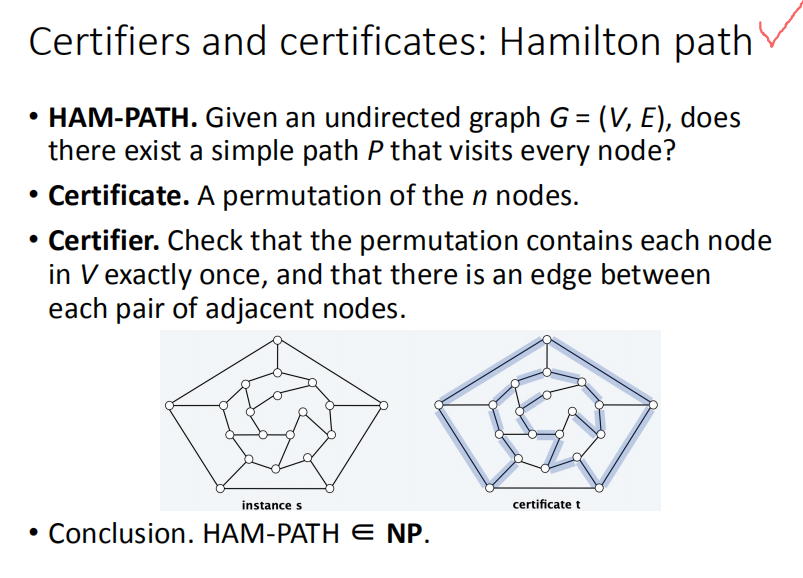 Certifiers and certificates: Hamilton path
• HAM-PATH. Given an undirected graph G = (V, E), does
there exist a simple path P that visits every node?
• Certificate. A permutation of the n nodes.
• Certifier. Check that the permutation contains each node
in V exactly once, and that there is an edge between
each pair of adjacent nodes.
instance s
certificate t
• Conclusion. HAM-PATH ∈ NP.